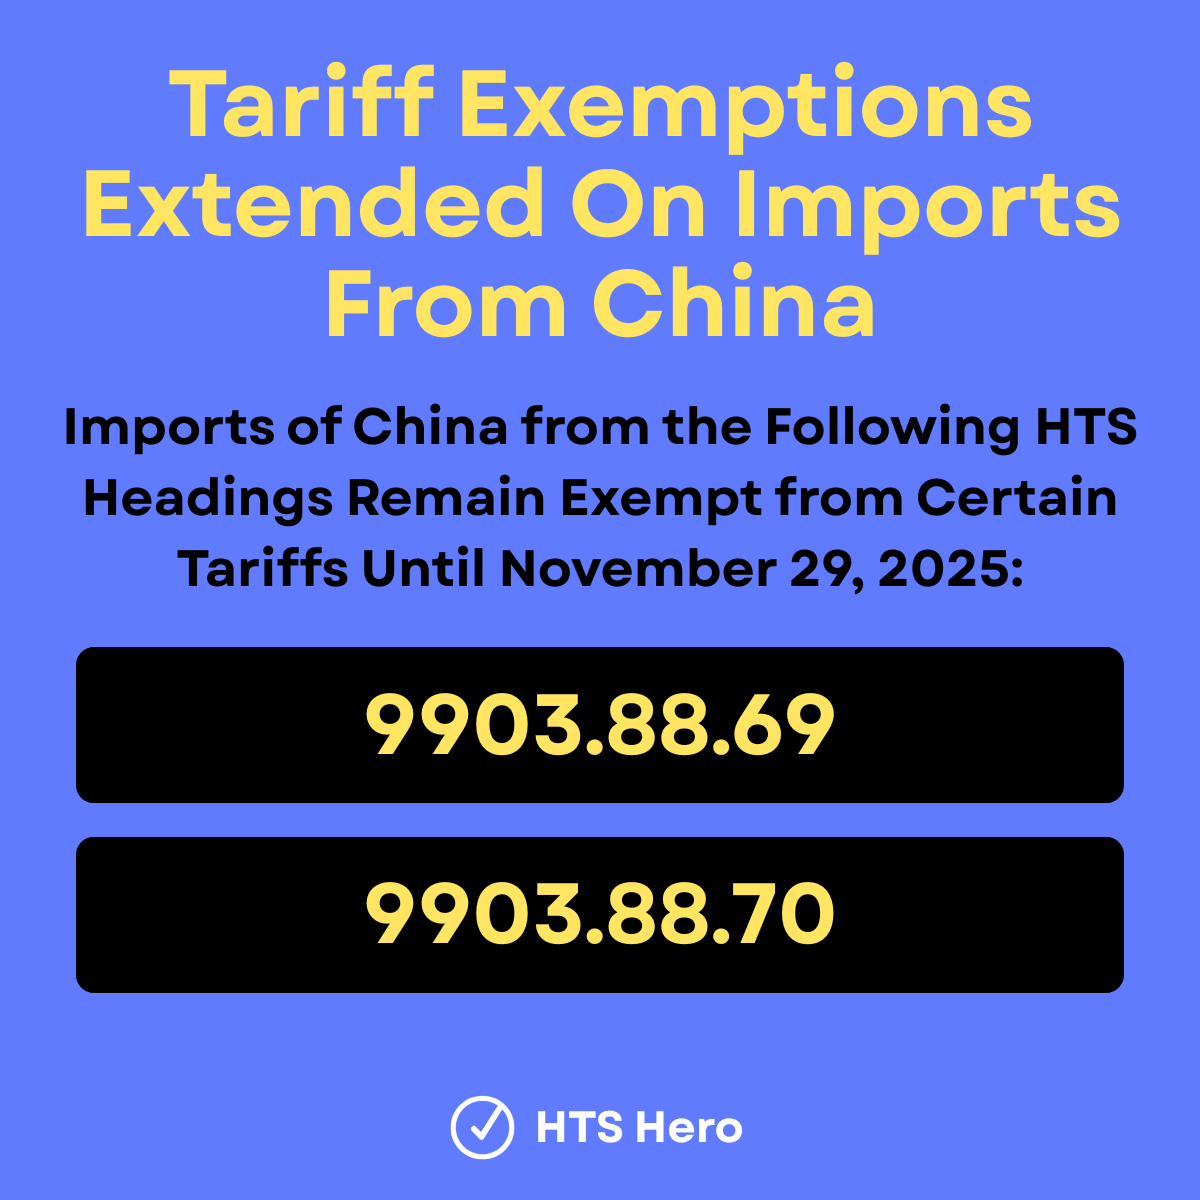 Tariff Exemptions
Extended On Imports
From China
Imports of China from the Following HTS
Headings Remain Exempt from Certain
Tariffs Until November 29, 2025:
9903.88.69
9903.88.70
HTS Hero